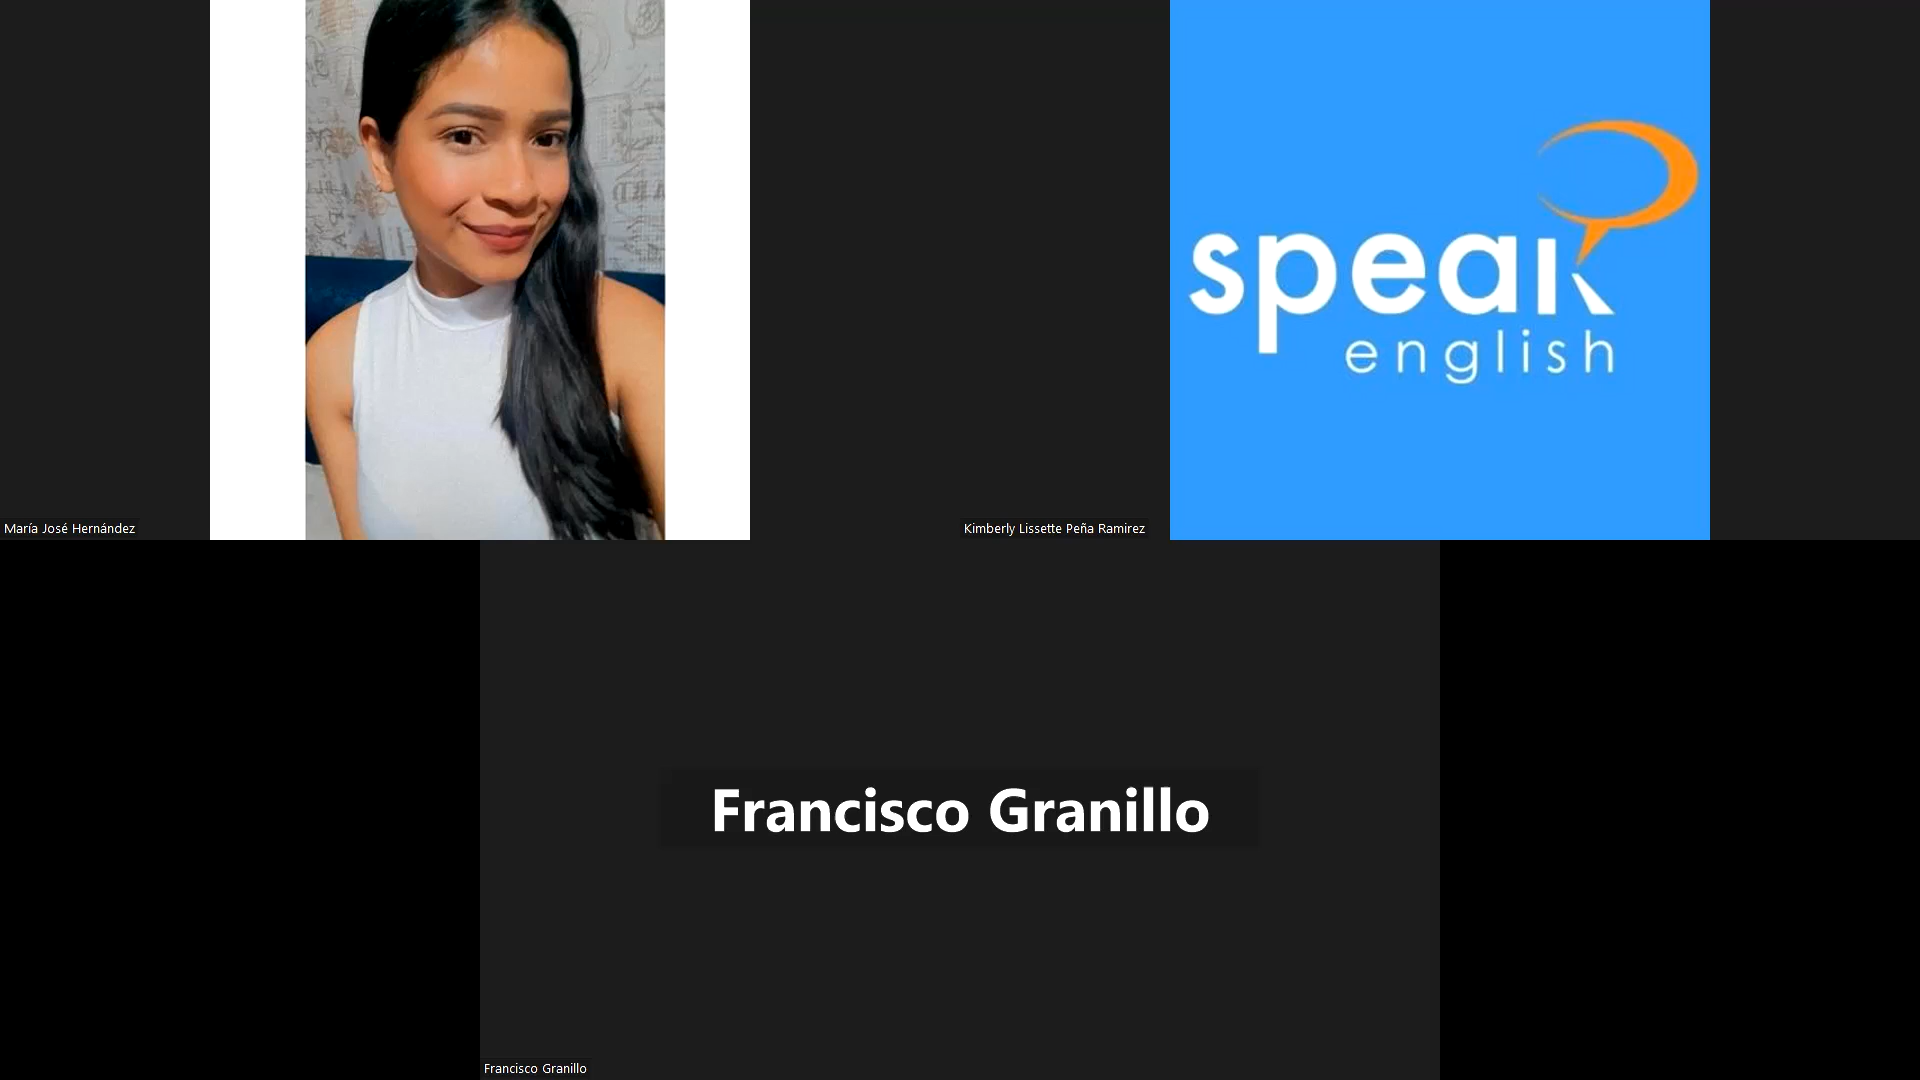 speak
english
María José Hernández
Kimberly Lissette Peña Ramirez
Francisco Granillo
Francisco Granillo